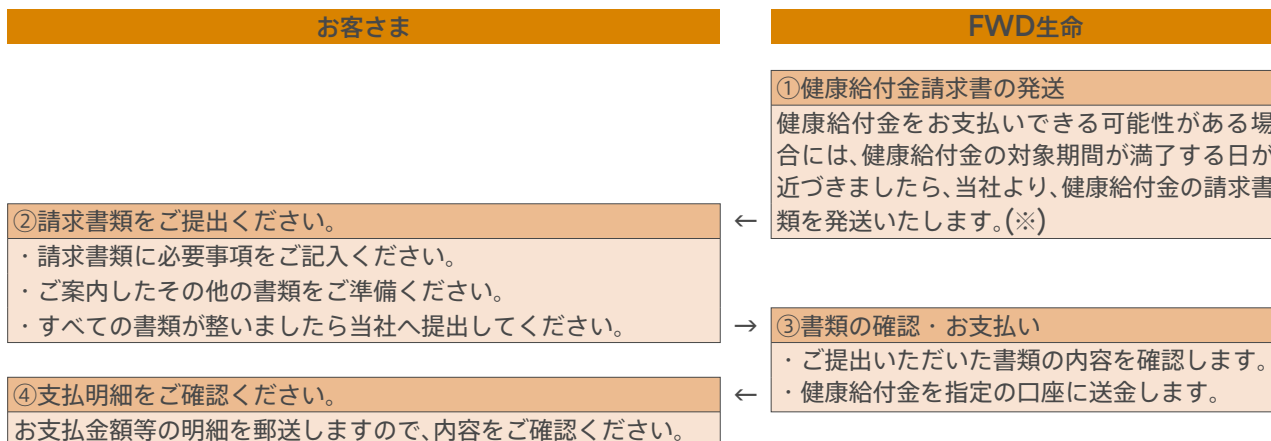 お客さま
FWD生命
①健康給付金請求書の発送
健康給付金をお支払いできる可能性がある場
合には、健康給付金の対象期間が満了する日が
近づきましたら、当社より、健康給付金の請求書
類を発送いたします。(※)
←
②請求書類をご提出ください。
・請求書類に必要事項をご記入ください。
・ご案内したその他の書類をご準備ください。
・すべての書類が整いましたら当社へ提出してください。
→
③書類の確認・お支払い
・ご提出いただいた書類の内容を確認します。
・健康給付金を指定の口座に送金します。
←
④支払明細をご確認ください。
お支払金額等の明細を郵送しますので、内容をご確認ください。